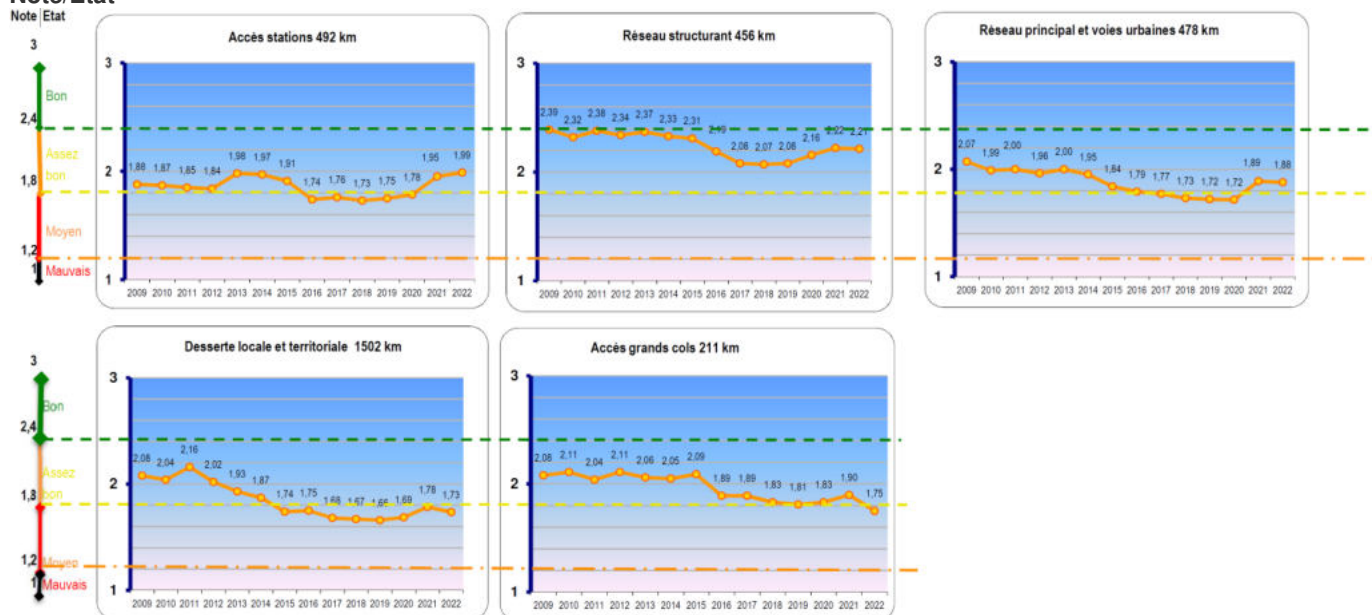 Note/Etat
Note Etat
3
Bon
2,4
Assez
bon
1,8
Moyen
1,2
1
Mauvais
Accès stations 492 km
3
2
1
1,88 1,87 1,85 1,84 1,98 1,97 1,91 1,74 1,76 1,73 1,75 1,78 1,95 1,99
2009 2010 2011 2012 2013 2014 2015 2016 2017 2018 2019 2020 2021 2022
Réseau structurant 456 km
3
2
1
2,39 2,32 2,38 2,34 2,37 2,33 2,31 2,08 2,07 2,08 2,16 2,22 2,21
2009 2010 2011 2012 2013 2014 2015 2016 2017 2018 2019 2020 2021 2022
Réseau principal et voies urbaines 478 km
3
2
1
2,07 1,99 2,00 1,96 2,00 1,95 1,84 1,79 1,77 1,73 1,72 1,72 1,89 1,88
2009 2010 2011 2012 2013 2014 2015 2016 2017 2018 2019 2020 2021 2022
3
Bon
2,4
Assez
bon
1,8
Moyen
1,2
1
Mauvais
Desserte locale et territoriale 1502 km
3
2
1
2,08 2,04 2,16 2,02 1,93 1,87 1,74 1,75 1,68 1,67 1,66 1,69 1,78 1,73
2009 2010 2011 2012 2013 2014 2015 2016 2017 2018 2019 2020 2021 2022
Accès grands cols 211 km
3
2
1
2,08 2,11 2,04 2,11 2,06 2,05 2,09 1,89 1,89 1,83 1,81 1,83 1,90 1,75
2009 2010 2011 2012 2013 2014 2015 2016 2017 2018 2019 2020 2021 2022